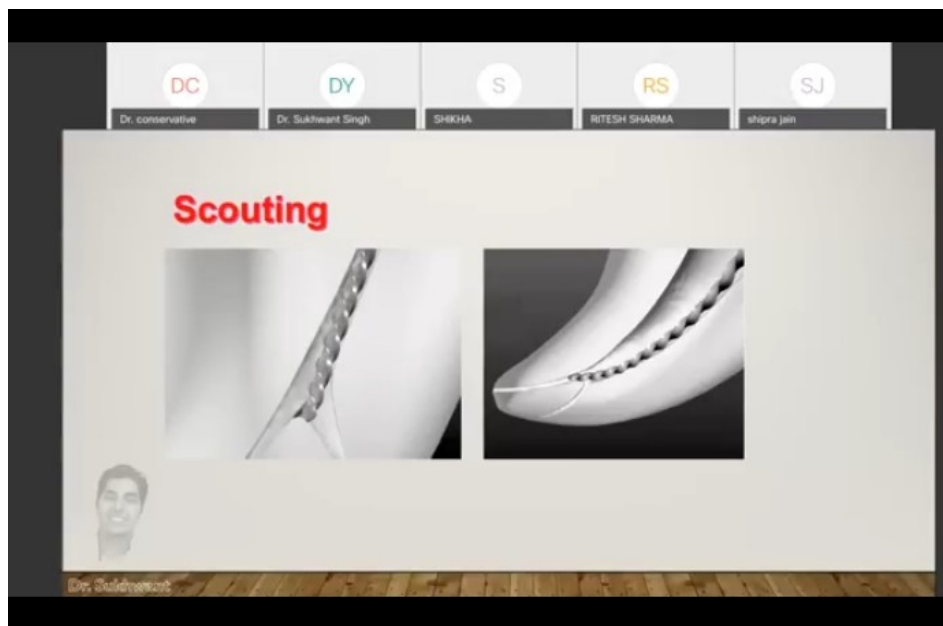 DC
DY
S
RS
SJ
Dr. conservative
Dr. Sukhwant Singh
SHIKHA
RITESH SHARMA
shipra jain
Scouting
Dr. Sukhwant